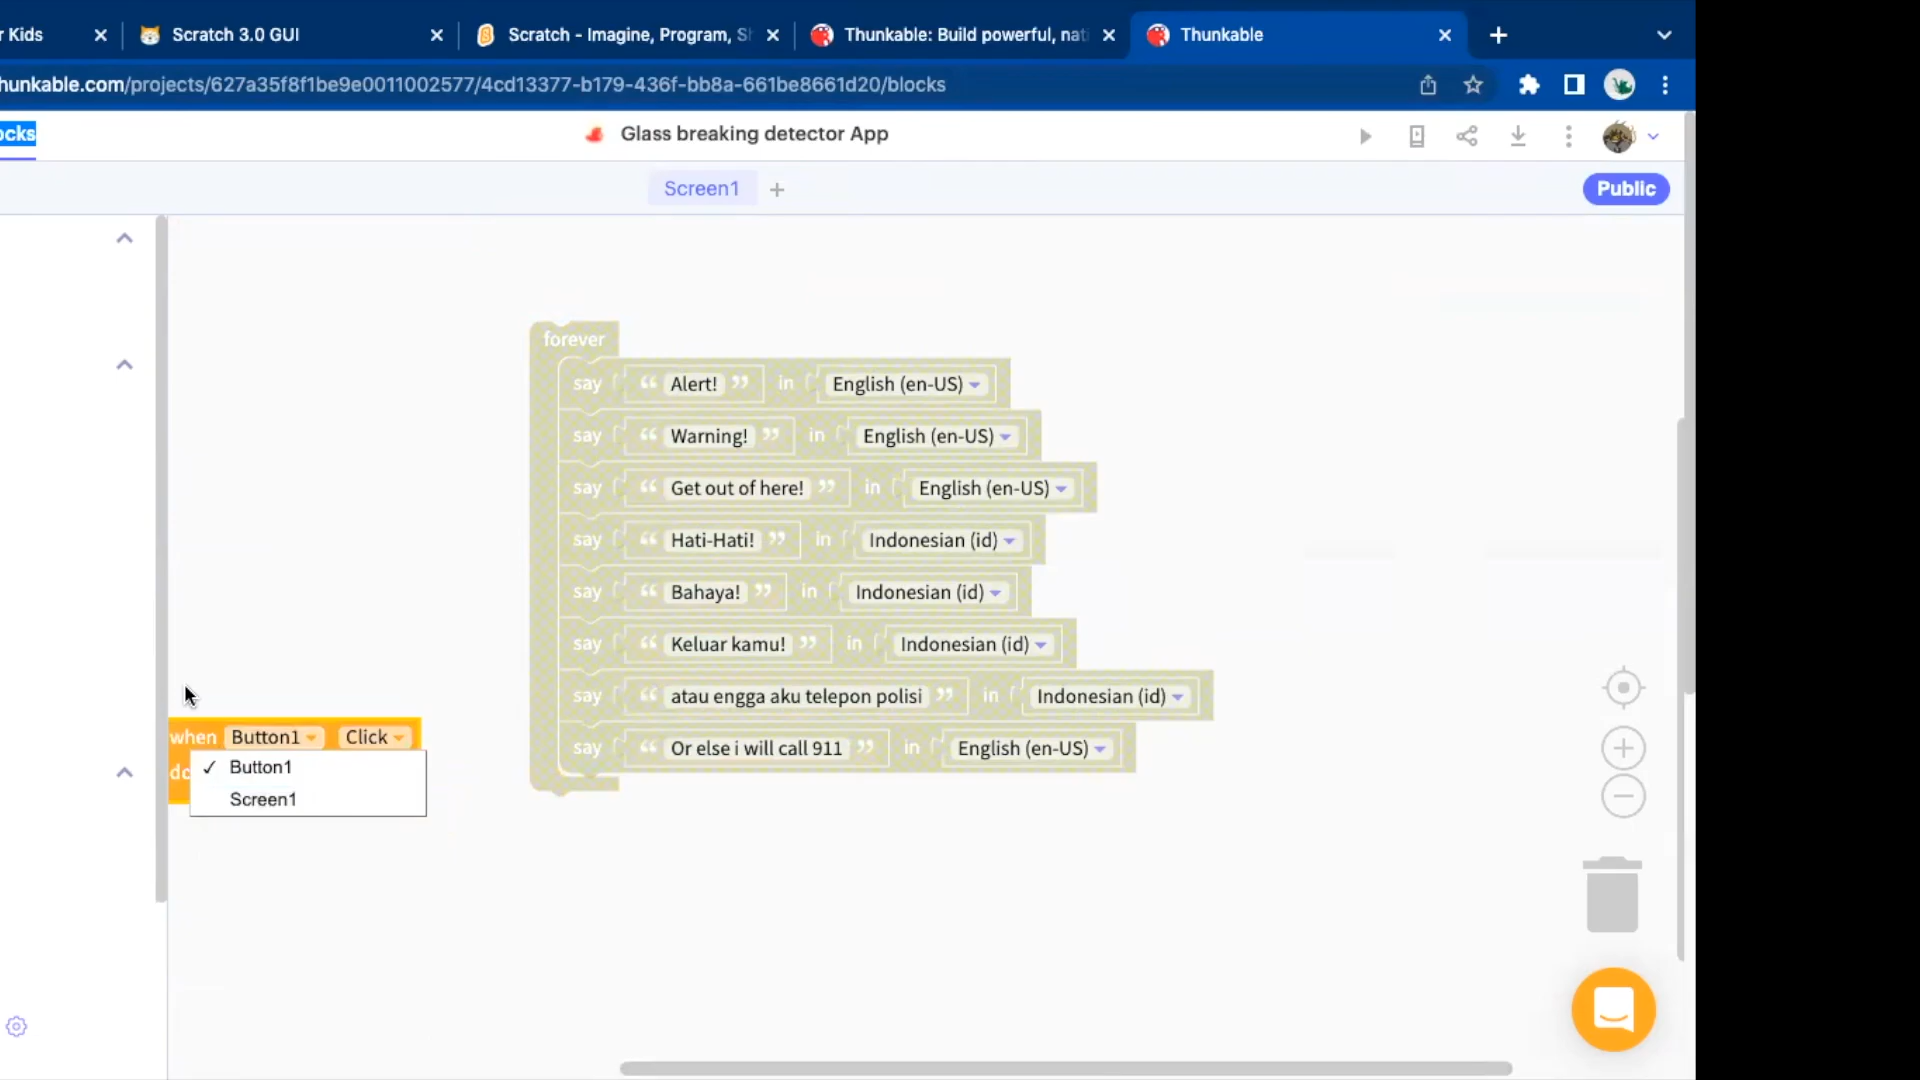 r Kids
Scratch 3.0 GUI
Scratch - Imagine, Program, Sh
Thunkable: Build powerful, nati
Thunkable
hunkable.com/projects/627a35f8f1be9e0011002577/4cd13377-b179-436f-bb8a-661be8661d20/blocks
ocks
Glass breaking detector App
Screen1 +
Public
forever
say “ Alert! ” in English (en-US)
say “ Warning! ” in English (en-US)
say “ Get out of here! ” in English (en-US)
say “ Hati-Hati! ” in Indonesian (id)
say “ Bahaya! ” in Indonesian (id)
say “ Keluar kamu! ” in Indonesian (id)
say “ atau engga aku telepon polisi ” in Indonesian (id)
say “ Or else i will call 911 ” in English (en-US)
when Button1 Click
do
✓ Button1
Screen1